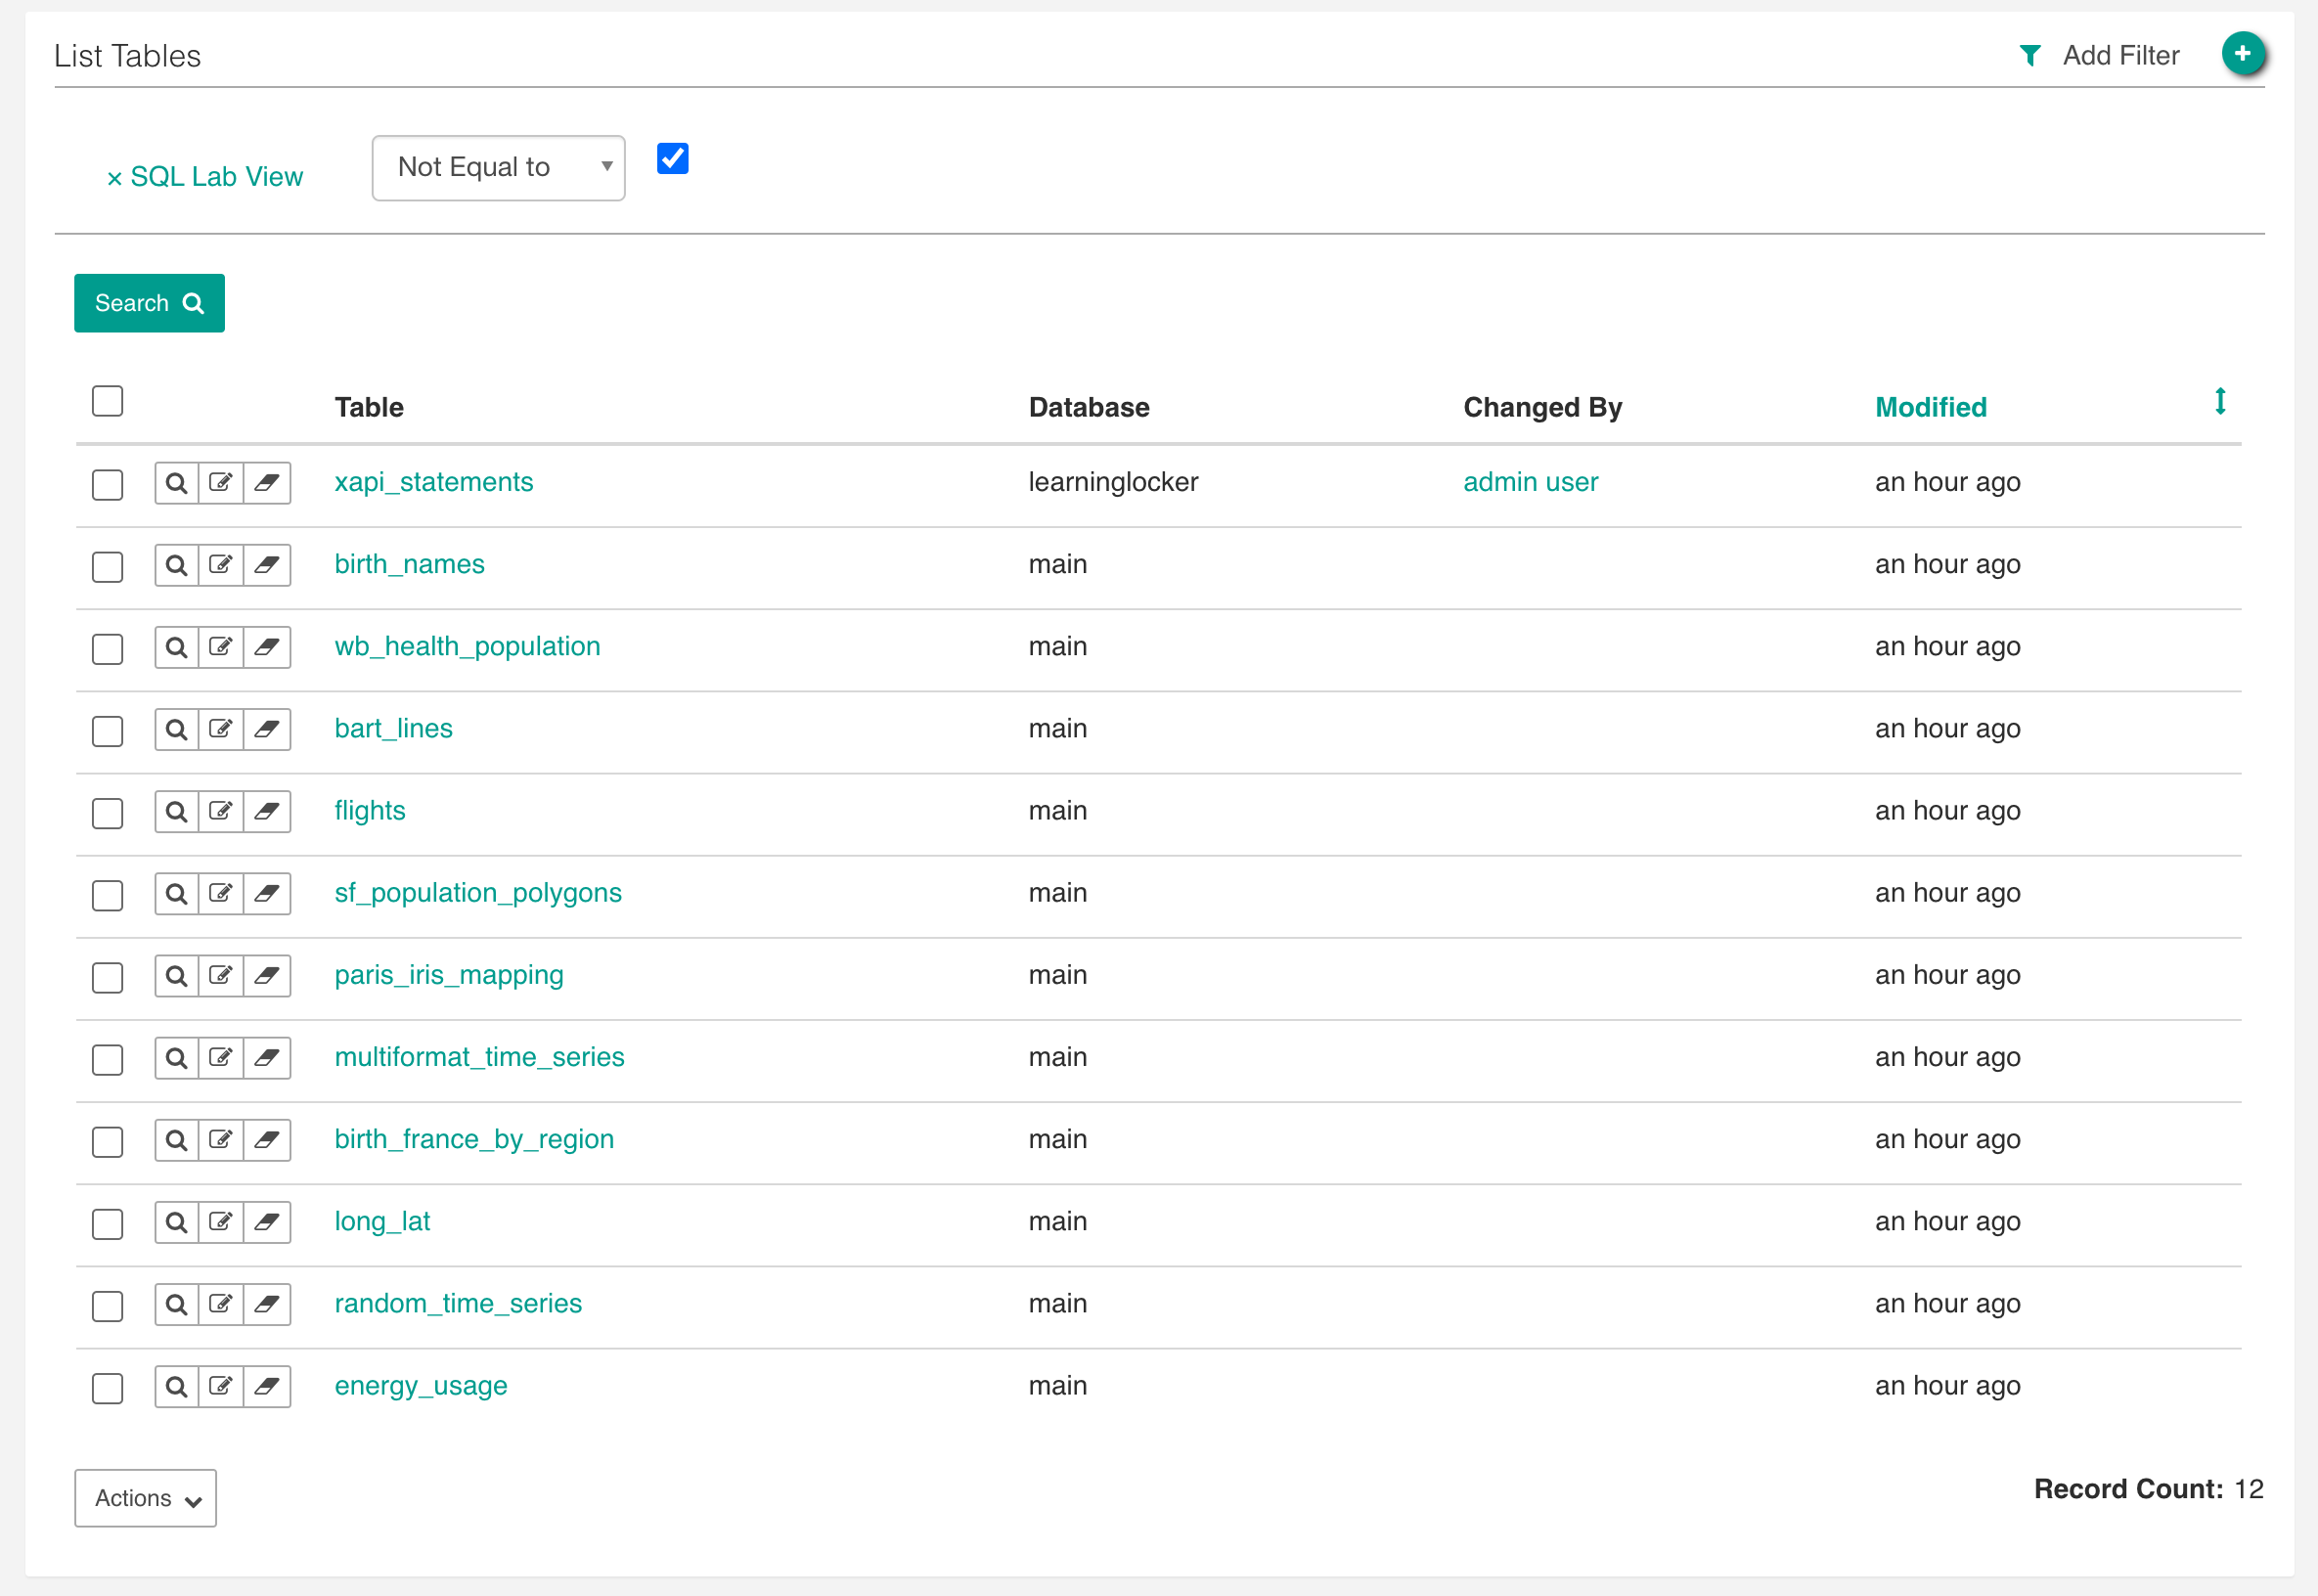 List Tables
Add Filter
× SQL Lab View
Not Equal to
Search
Table Database Changed By Modified
xapi_statements learninglocker admin user an hour ago
birth_names main an hour ago
wb_health_population main an hour ago
bart_lines main an hour ago
flights main an hour ago
sf_population_polygons main an hour ago
paris_iris_mapping main an hour ago
multiformat_time_series main an hour ago
birth_france_by_region main an hour ago
long_lat main an hour ago
random_time_series main an hour ago
energy_usage main an hour ago
Actions
Record Count: 12